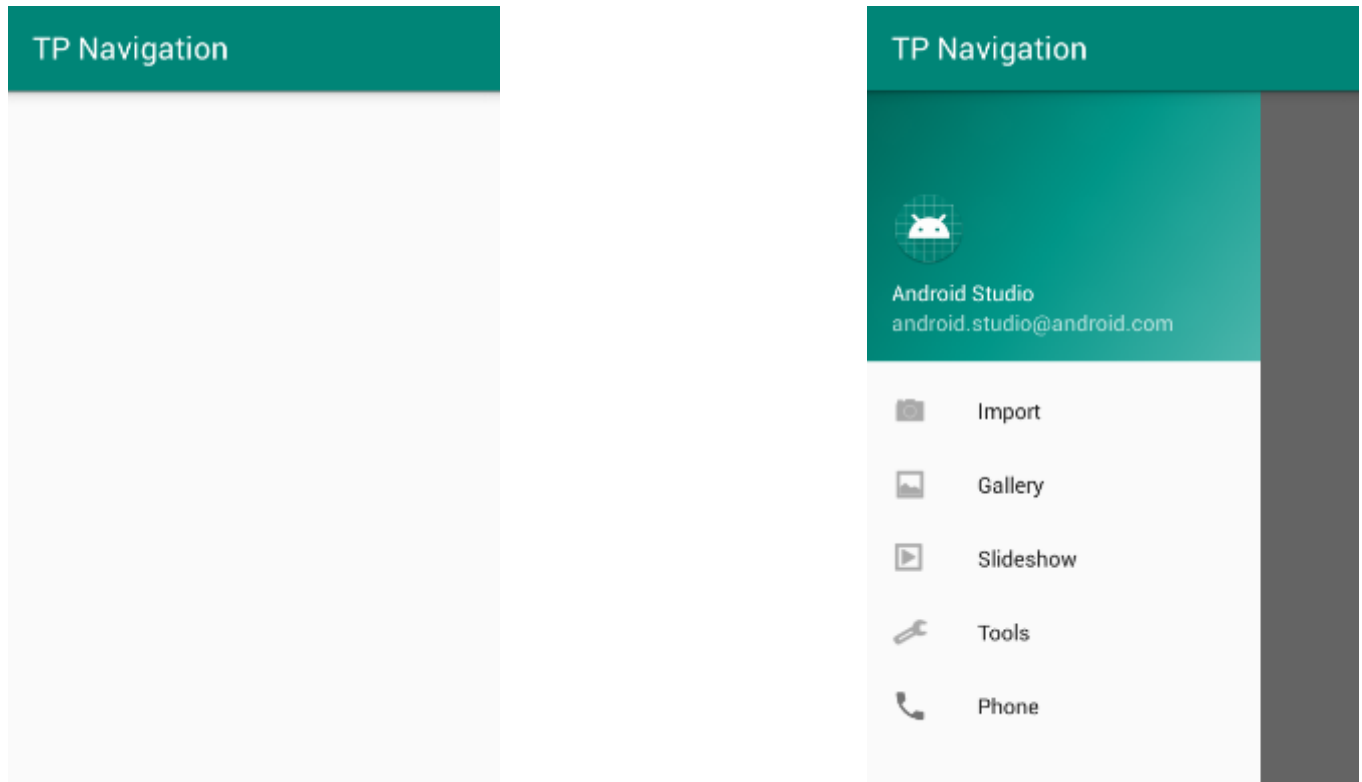 TP Navigation
TP Navigation
Android Studio
android.studio@android.com
Import
Gallery
Slideshow
Tools
Phone